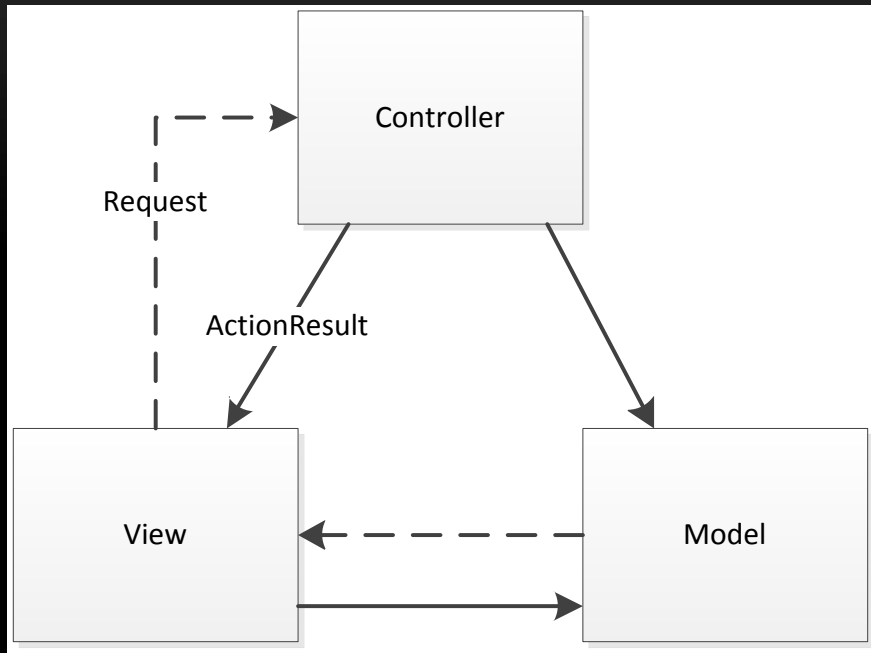 Controller
Request
ActionResult
View
Model